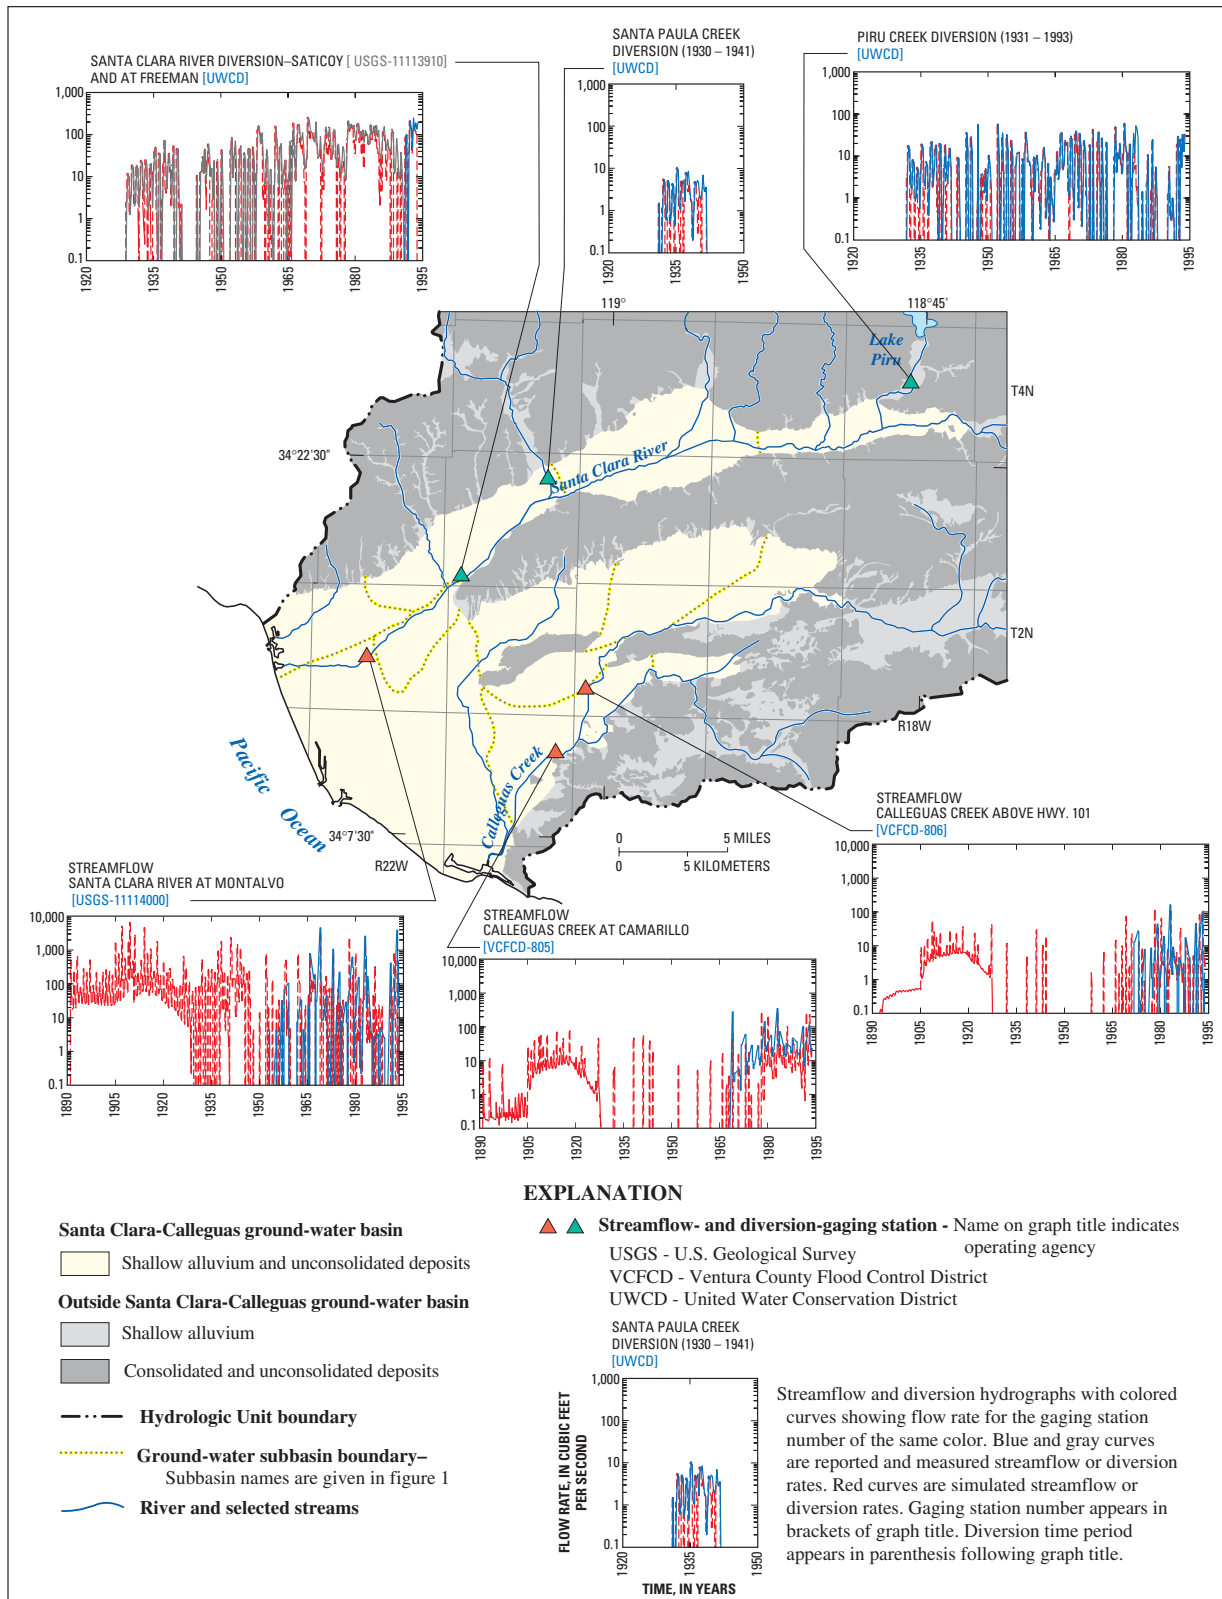 SANTA CLARA RIVER DIVERSION–SATICOY [ USGS-11113910]
AND AT FREEMAN [UWCD]
1,000
100
10
1
0.1
1920
1935
1950
1965
1980
1995
SANTA PAULA CREEK
DIVERSION (1930 – 1941)
[UWCD]
1,000
100
10
1
0.1
1920
1935
1950
PIRU CREEK DIVERSION (1931 – 1993)
[UWCD]
1,000
100
10
1
0.1
1920
1935
1950
1965
1980
1995
119°
118°45'
Lake
Piru
T4N
34°22'30"
Santa Clara River
T2N
R18W
Pacific Ocean
Calleguas Creek
34°7'30"
R22W
0 5 MILES
0 5 KILOMETERS
STREAMFLOW
SANTA CLARA RIVER AT MONTALVO
[USGS-11114000]
10,000
1,000
100
10
1
0.1
1890
1905
1920
1935
1950
1965
1980
1995
STREAMFLOW
CALLEGUAS CREEK AT CAMARILLO
[VCFCD-805]
10,000
1,000
100
10
1
0.1
1890
1905
1920
1935
1950
1965
1980
1995
STREAMFLOW
CALLEGUAS CREEK ABOVE HWY. 101
[VCFCD-806]
10,000
1,000
100
10
1
0.1
1890
1905
1920
1935
1950
1965
1980
1995
EXPLANATION
Santa Clara-Calleguas ground-water basin
Shallow alluvium and unconsolidated deposits
Outside Santa Clara-Calleguas ground-water basin
Shallow alluvium
Consolidated and unconsolidated deposits
Hydrologic Unit boundary
Ground-water subbasin boundary–
Subbasin names are given in figure 1
River and selected streams
Streamflow- and diversion-gaging station - Name on graph title indicates
operating agency
USGS - U.S. Geological Survey
VCFCD - Ventura County Flood Control District
UWCD - United Water Conservation District
SANTA PAULA CREEK
DIVERSION (1930 – 1941)
[UWCD]
FLOW RATE, IN CUBIC FEET
PER SECOND
1,000
100
10
1
0.1
1920
1935
1950
TIME, IN YEARS
Streamflow and diversion hydrographs with colored
curves showing flow rate for the gaging station
number of the same color. Blue and gray curves
are reported and measured streamflow or diversion
rates. Red curves are simulated streamflow or
diversion rates. Gaging station number appears in
brackets of graph title. Diversion time period
appears in parenthesis following graph title.